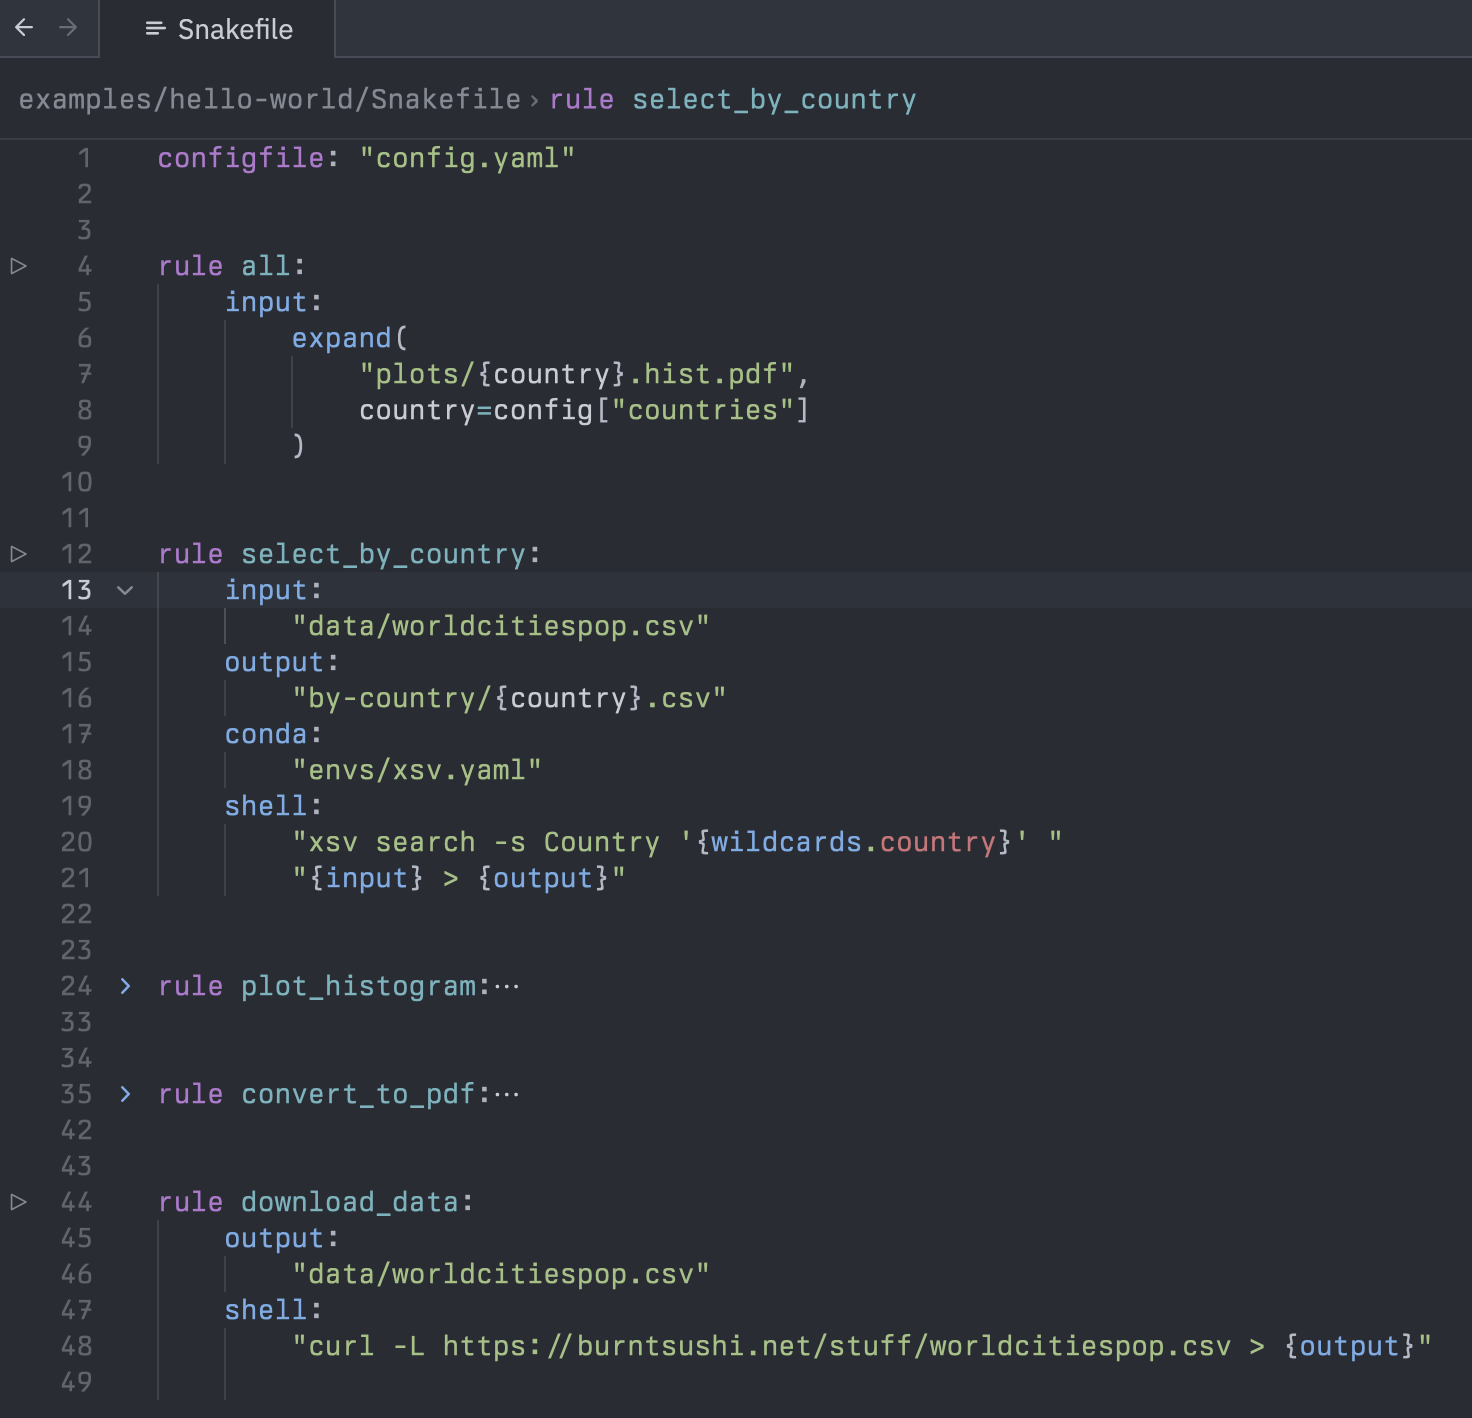 Snakefile
examples/hello-world/Snakefile › rule select_by_country
1 configfile: "config.yaml"
2
3
4 rule all:
5     input:
6         expand(
7             "plots/{country}.hist.pdf",
8             country=config["countries"]
9         )
10
11
12 rule select_by_country:
13     input:
14         "data/worldcitiespop.csv"
15     output:
16         "by-country/{country}.csv"
17     conda:
18         "envs/xsv.yaml"
19     shell:
20         "xsv search -s Country '{wildcards.country}' "
21         "{input} > {output}"
22
23
24 rule plot_histogram:⋯
33
34
35 rule convert_to_pdf:⋯
42
43
44 rule download_data:
45     output:
46         "data/worldcitiespop.csv"
47     shell:
48         "curl -L https://burntsushi.net/stuff/worldcitiespop.csv > {output}"
49